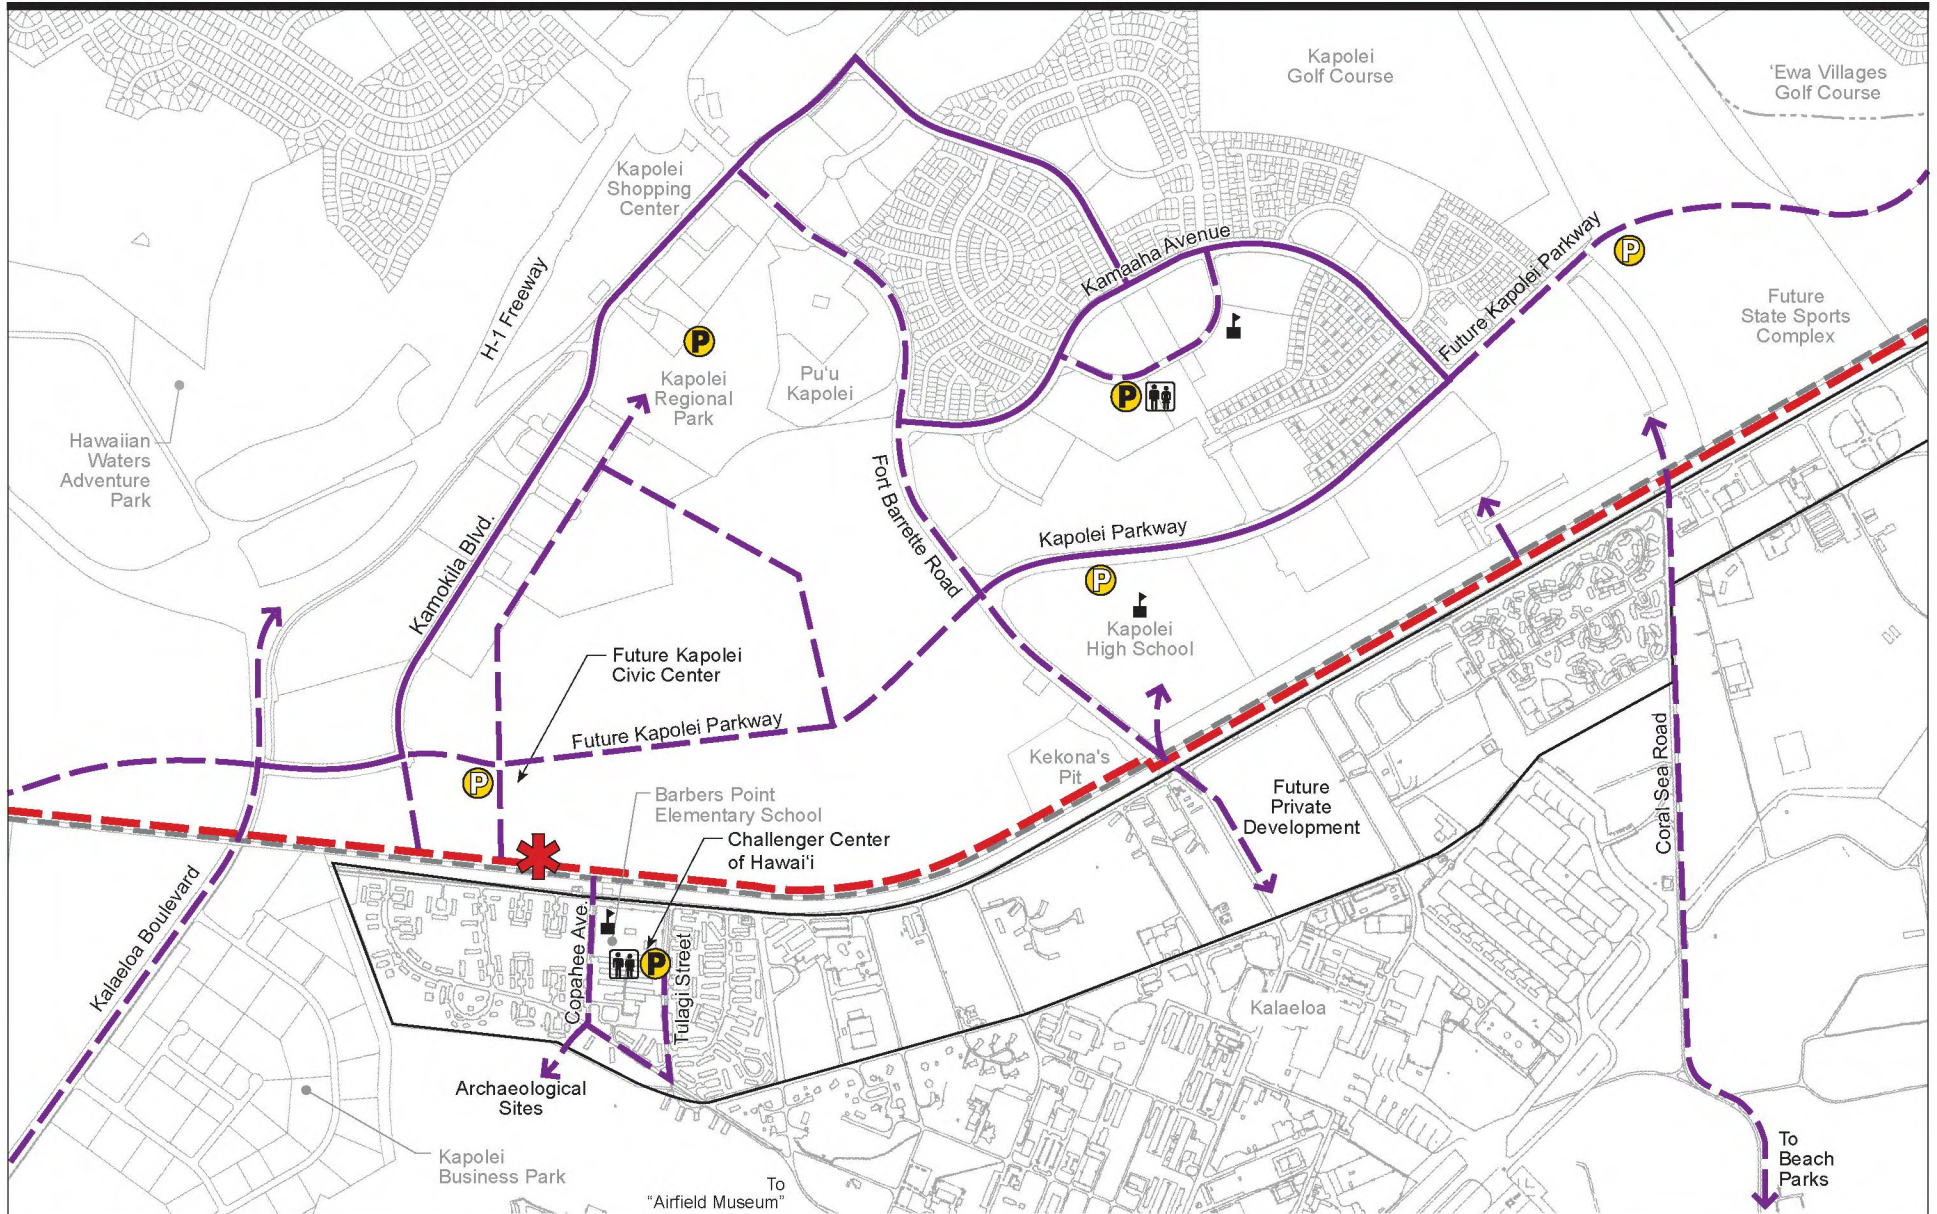 Kapolei
Golf Course
‘Ewa Villages
Golf Course
Kapolei
Shopping
Center
H-1 Freeway
Kamaaha Avenue
Future Kapolei Parkway
P
Future
State Sports
Complex
P
Kapolei
Regional
Park
Pu‘u
Kapolei
P
Hawaiian
Waters
Adventure
Park
Fort Barrette Road
Kapolei Parkway
P
Kapolei
High School
Kamokila Blvd.
Future Kapolei
Civic Center
Future Kapolei Parkway
P
Kekona's
Pit
Future
Private
Development
Coral Sea Road
Barbers Point
Elementary School
Challenger Center
of Hawai‘i
Kalaeloa Boulevard
Copahee Ave.
P
Tulagi Street
Kalaeloa
Archaeological
Sites
Kapolei
Business Park
To
“Airfield Museum”
To
Beach
Parks